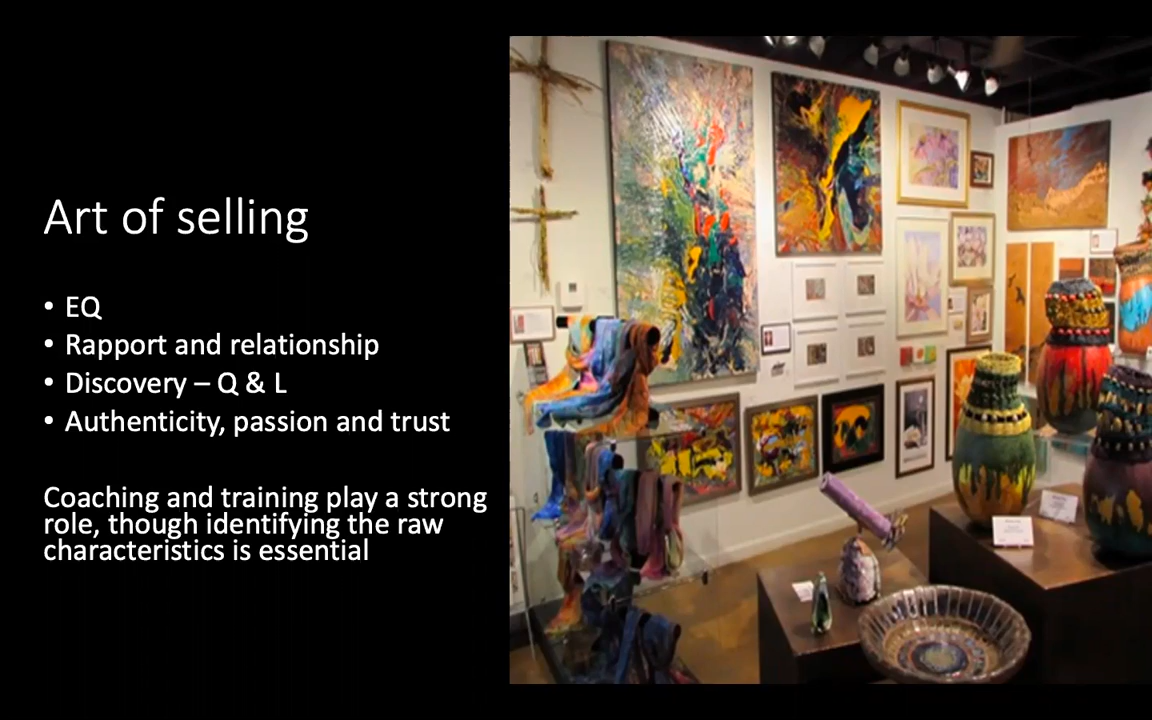 Art of selling
• EQ
• Rapport and relationship
• Discovery – Q & L
• Authenticity, passion and trust
Coaching and training play a strong
role, though identifying the raw
characteristics is essential